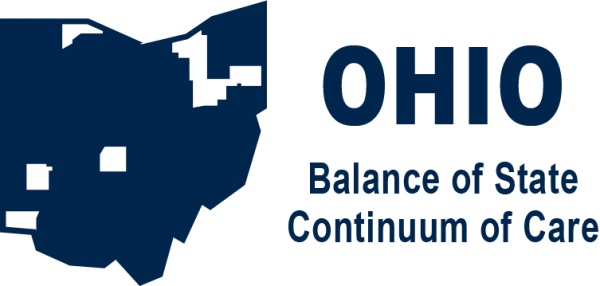 OHIO
Balance of State
Continuum of Care